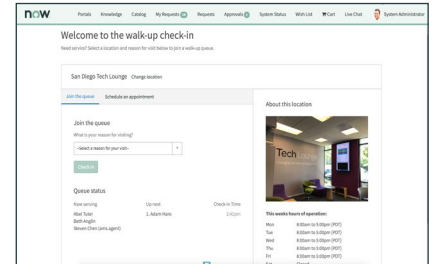 now
Portals
Knowledge
Catalog
My Requests
Requests
Approvals
System Status
Wish List
Cart
Live Chat
System Administrator
Welcome to the walk-up check-in
Need service? Select a location and reason for visit below to join a walk-up queue.
San Diego Tech Lounge Change location
Join the queue
Schedule an appointment
Join the queue
What is your reason for visiting?
--Select a reason for your visit--
Check in
Queue status
Now serving
Up next
Check-in Time
Abel Tuter
1. Adam Hans
2:42pm
Beth Anglin
Steven Chen (sms.agent)
About this location
Tech Lounge
This weeks hours of operation:
Mon 8:00am to 5:00pm (PDT)
Tue 8:00am to 5:00pm (PDT)
Wed 8:00am to 5:00pm (PDT)
Thu 8:00am to 5:00pm (PDT)
Fri 8:00am to 5:00pm (PDT)
Sat Closed